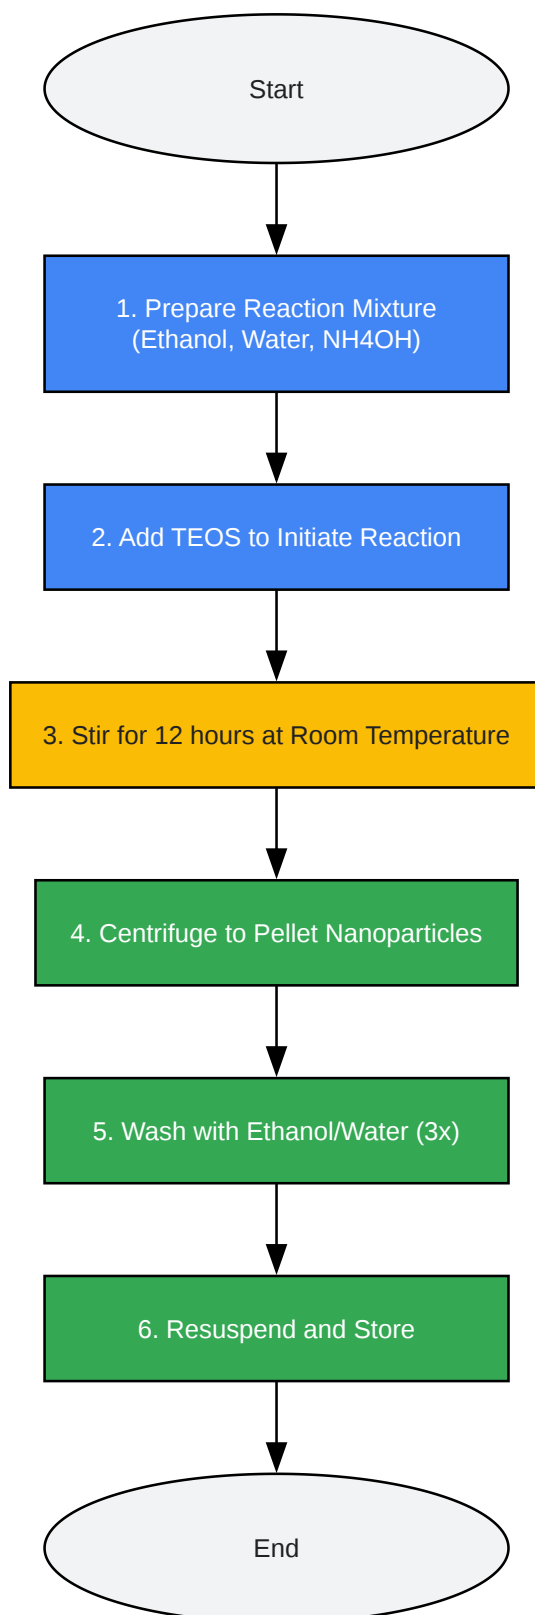 Start
1. Prepare Reaction Mixture
(Ethanol, Water, NH4OH)
2. Add TEOS to Initiate Reaction
3. Stir for 12 hours at Room Temperature
4. Centrifuge to Pellet Nanoparticles
5. Wash with Ethanol/Water (3x)
6. Resuspend and Store
End